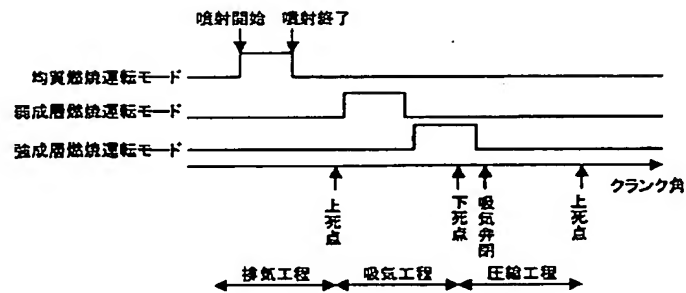 噴射開始 噴射終了
均質燃焼運転モード
弱成層燃焼運転モード
強成層燃焼運転モード
クランク角
上死点
下死点
吸気弁閉
上死点
排気工程 吸気工程 圧縮工程